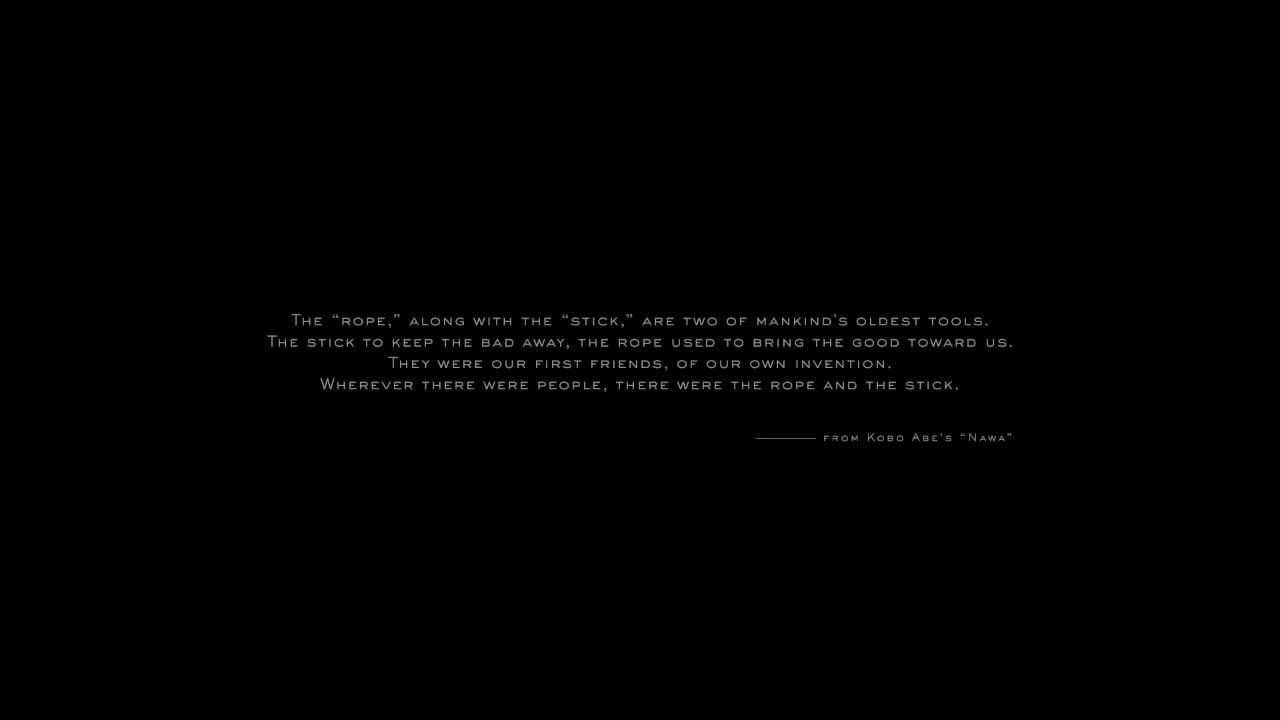 The “rope,” along with the “stick,” are two of mankind's oldest tools.
The stick to keep the bad away, the rope used to bring the good toward us.
They were our first friends, of our own invention.
Wherever there were people, there were the rope and the stick.
——— from Kobo Abe's “Nawa”